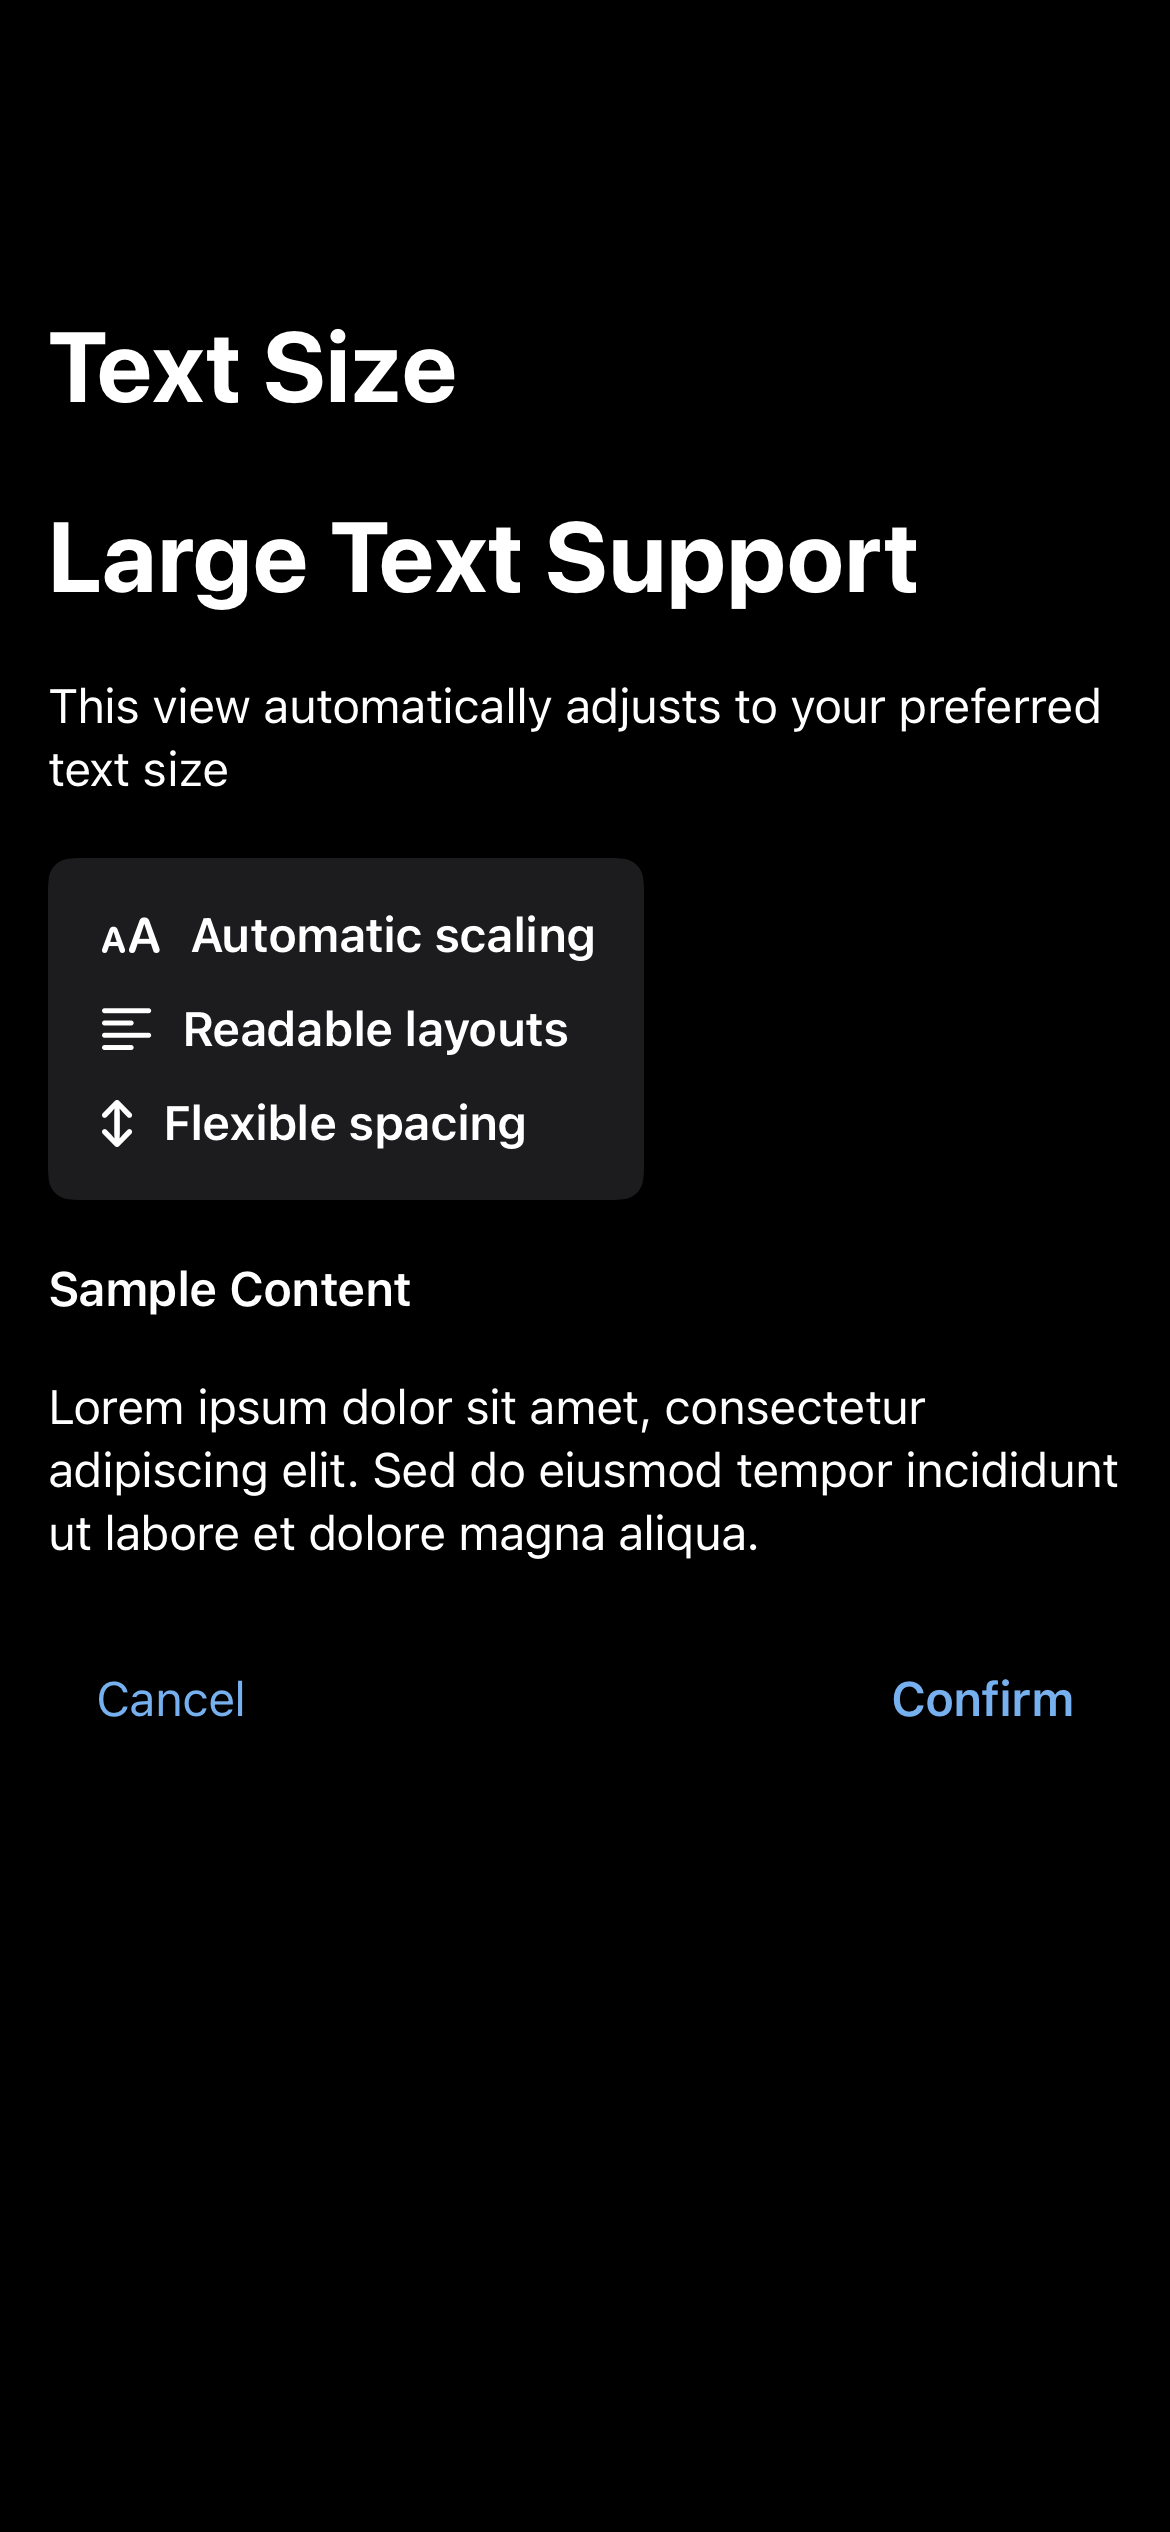 Text Size
Large Text Support
This view automatically adjusts to your preferred
text size
AA Automatic scaling
Readable layouts
Flexible spacing
Sample Content
Lorem ipsum dolor sit amet, consectetur
adipiscing elit. Sed do eiusmod tempor incididunt
ut labore et dolore magna aliqua.
Cancel Confirm